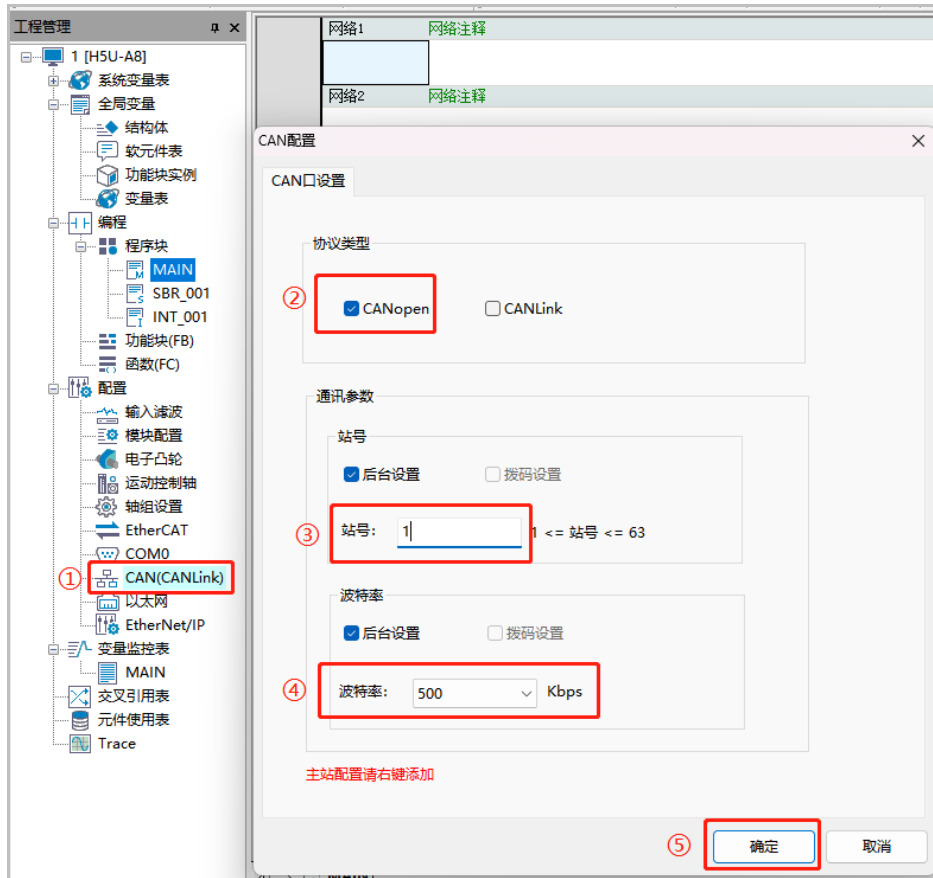 工程管理
1 [H5U-A8]
系统变量表
全局变量
结构体
软元件表
功能块实例
变量表
编程
程序块
MAIN
SBR_001
INT_001
功能块(FB)
函数(FC)
配置
输入滤波
模块配置
电子凸轮
运动控制轴
轴组设置
EtherCAT
COM0
① CAN(CANLink)
以太网
EtherNet/IP
变量监控表
MAIN
交叉引用表
元件使用表
Trace
网络1 网络注释
网络2 网络注释
CAN配置
CAN口设置
协议类型
② CANopen CANLink
通讯参数
站号
后台设置 拨码设置
③ 站号: 1 1 <= 站号 <= 63
波特率
后台设置 拨码设置
④ 波特率: 500 Kbps
主站配置请右键添加
⑤ 确定 取消